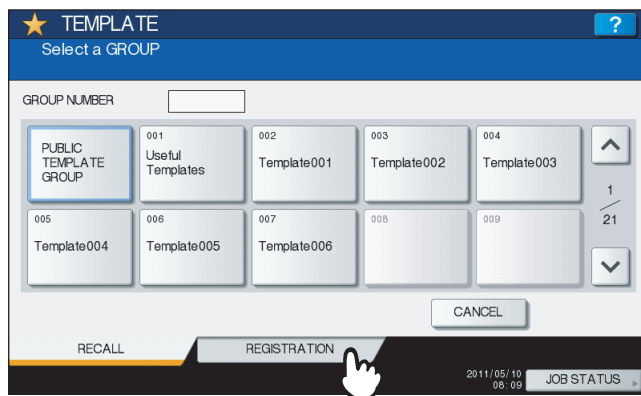 TEMPLATE
?
Select a GROUP
GROUP NUMBER
PUBLIC
TEMPLATE
GROUP
001
Useful
Templates
002
Template001
003
Template002
004
Template003
1
21
005
Template004
006
Template005
007
Template006
008
009
CANCEL
RECALL
REGISTRATION
2011/05/10
08:09
JOB STATUS